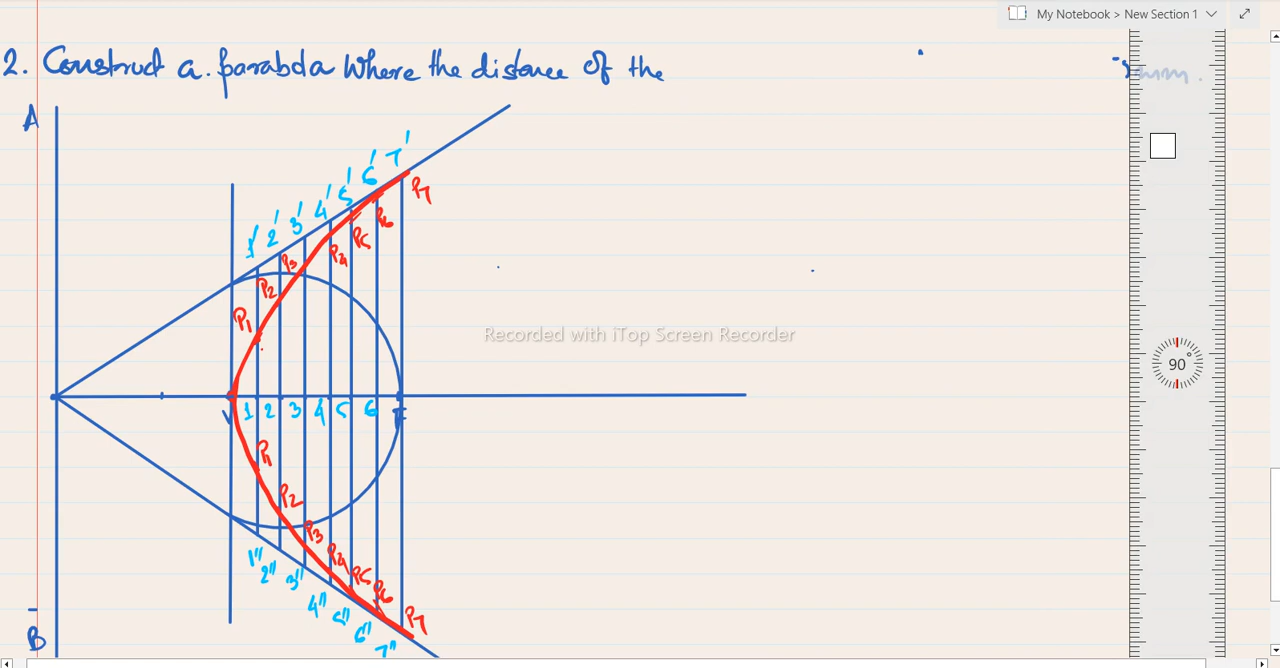 My Notebook > New Section 1
2. Construct a. parabola Where the distance of the
mm.
A
1' 2' 3' 4' 5' 6' 7'
P1 P2 P3 P4 P5 P6 P7
Recorded with iTop Screen Recorder
90°
V 1 2 3 4 5 6 F
P1 P2 P3 P4 P5 P6 P7
1" 2" 3" 4" 5" 6" 7"
B